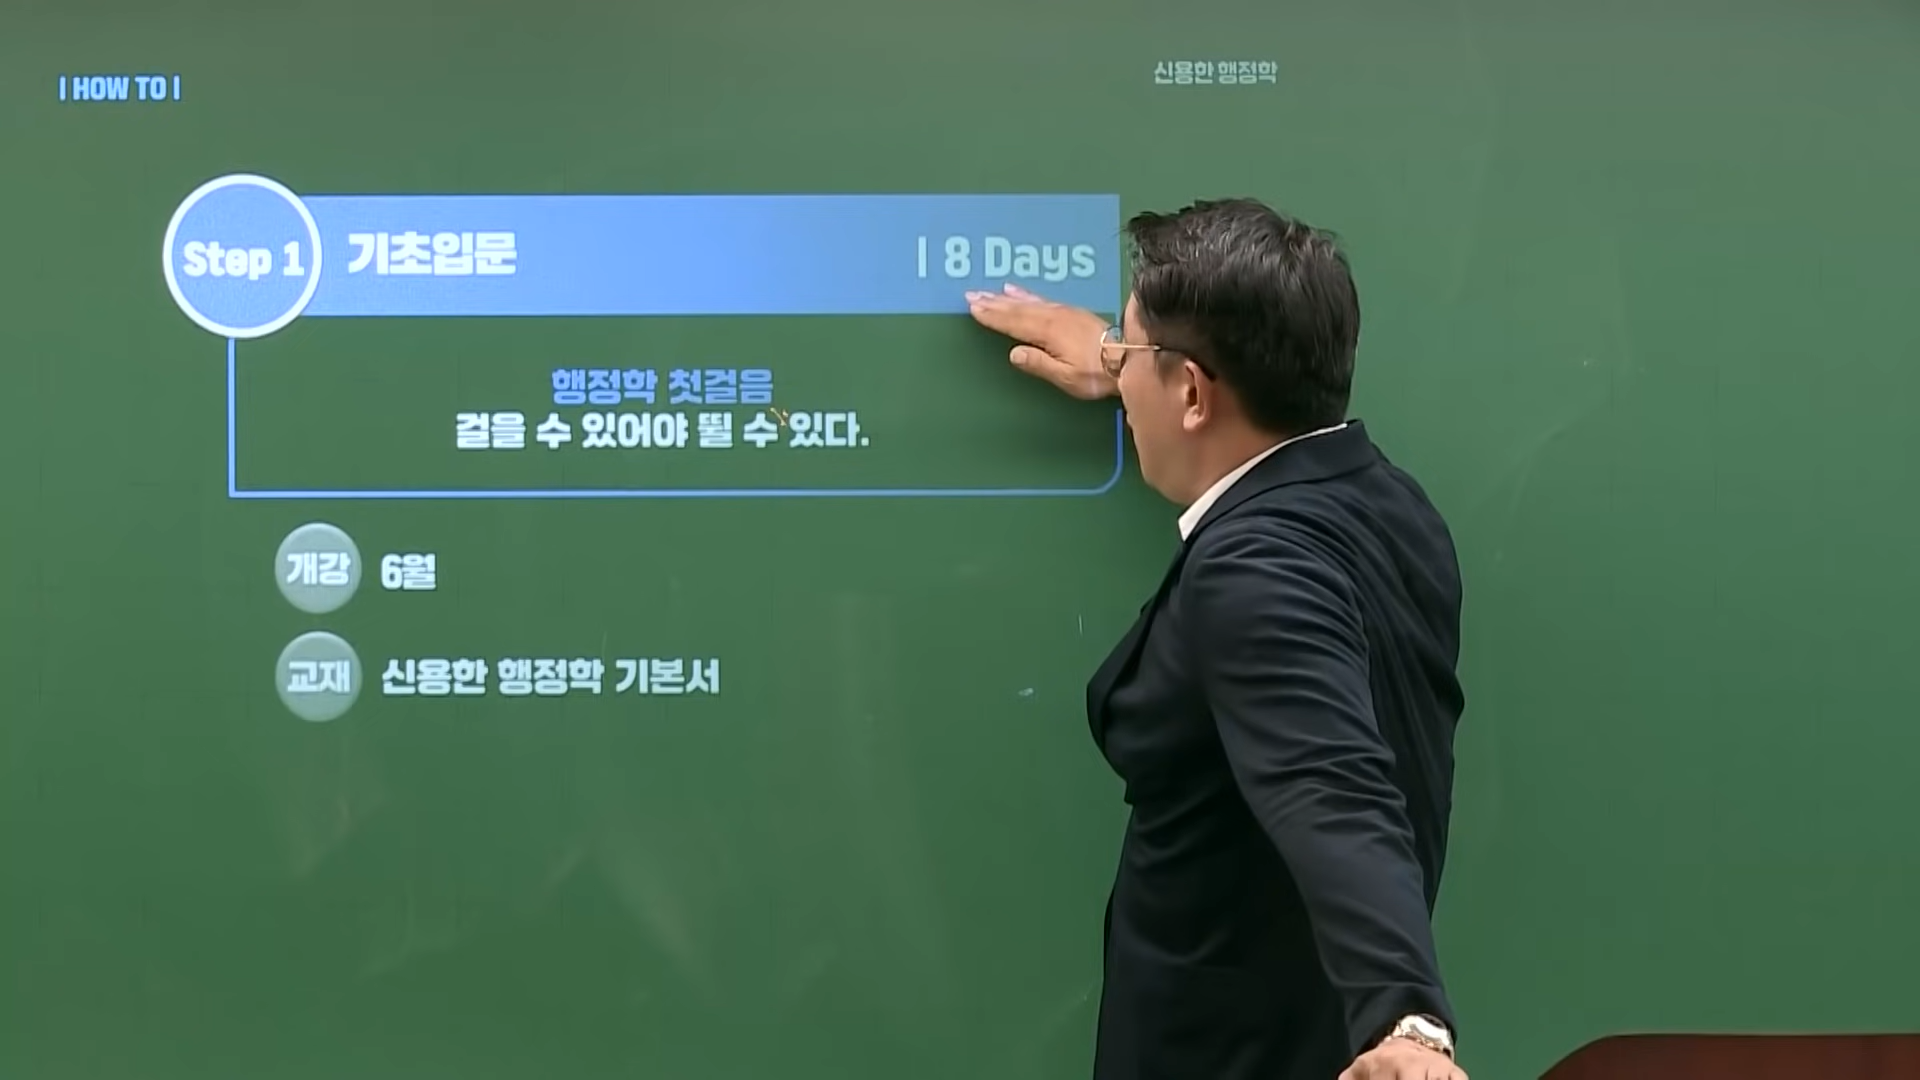 | HOW TO |
신용한 행정학
Step 1 기초입문 | 8 Days
행정학 첫걸음
걸을 수 있어야 뛸 수 있다.
개강 6월
교재 신용한 행정학 기본서